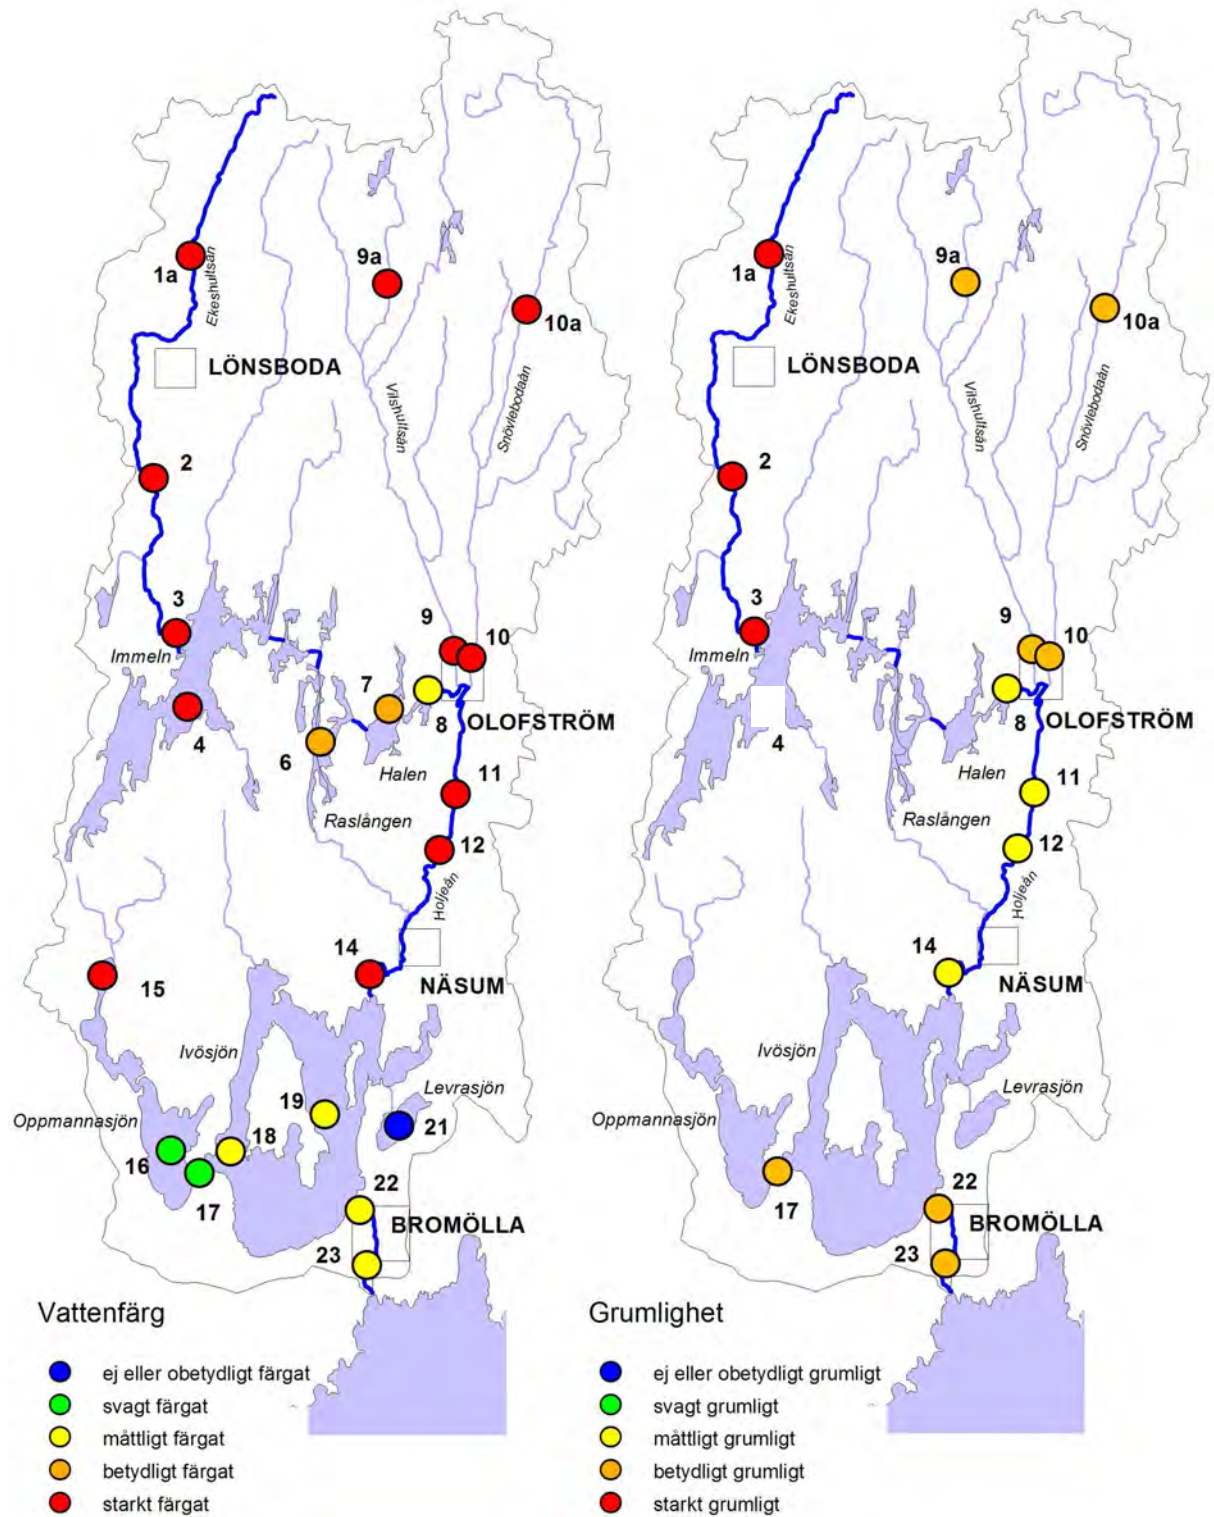 1a
Ekeshultsån
9a
10a
LÖNSBODA
Vilshultsån
Snövlebodaån
2
3
Immeln
9
10
7
8
OLOFSTRÖM
4
6
Halen
11
Raslången
12
Holjeån
14
NÄSUM
15
Ivösjön
Levrasjön
19
Oppmannasjön
18
21
16
17
22
BROMÖLLA
23
Vattenfärg
ej eller obetydligt färgat
svagt färgat
måttligt färgat
betydligt färgat
starkt färgat
1a
Ekeshultsån
9a
10a
LÖNSBODA
Vilshultsån
Snövlebodaån
2
3
Immeln
9
10
8
OLOFSTRÖM
4
Halen
11
Raslången
12
Holjeån
14
NÄSUM
Ivösjön
Levrasjön
Oppmannasjön
17
22
BROMÖLLA
23
Grumlighet
ej eller obetydligt grumligt
svagt grumligt
måttligt grumligt
betydligt grumligt
starkt grumligt